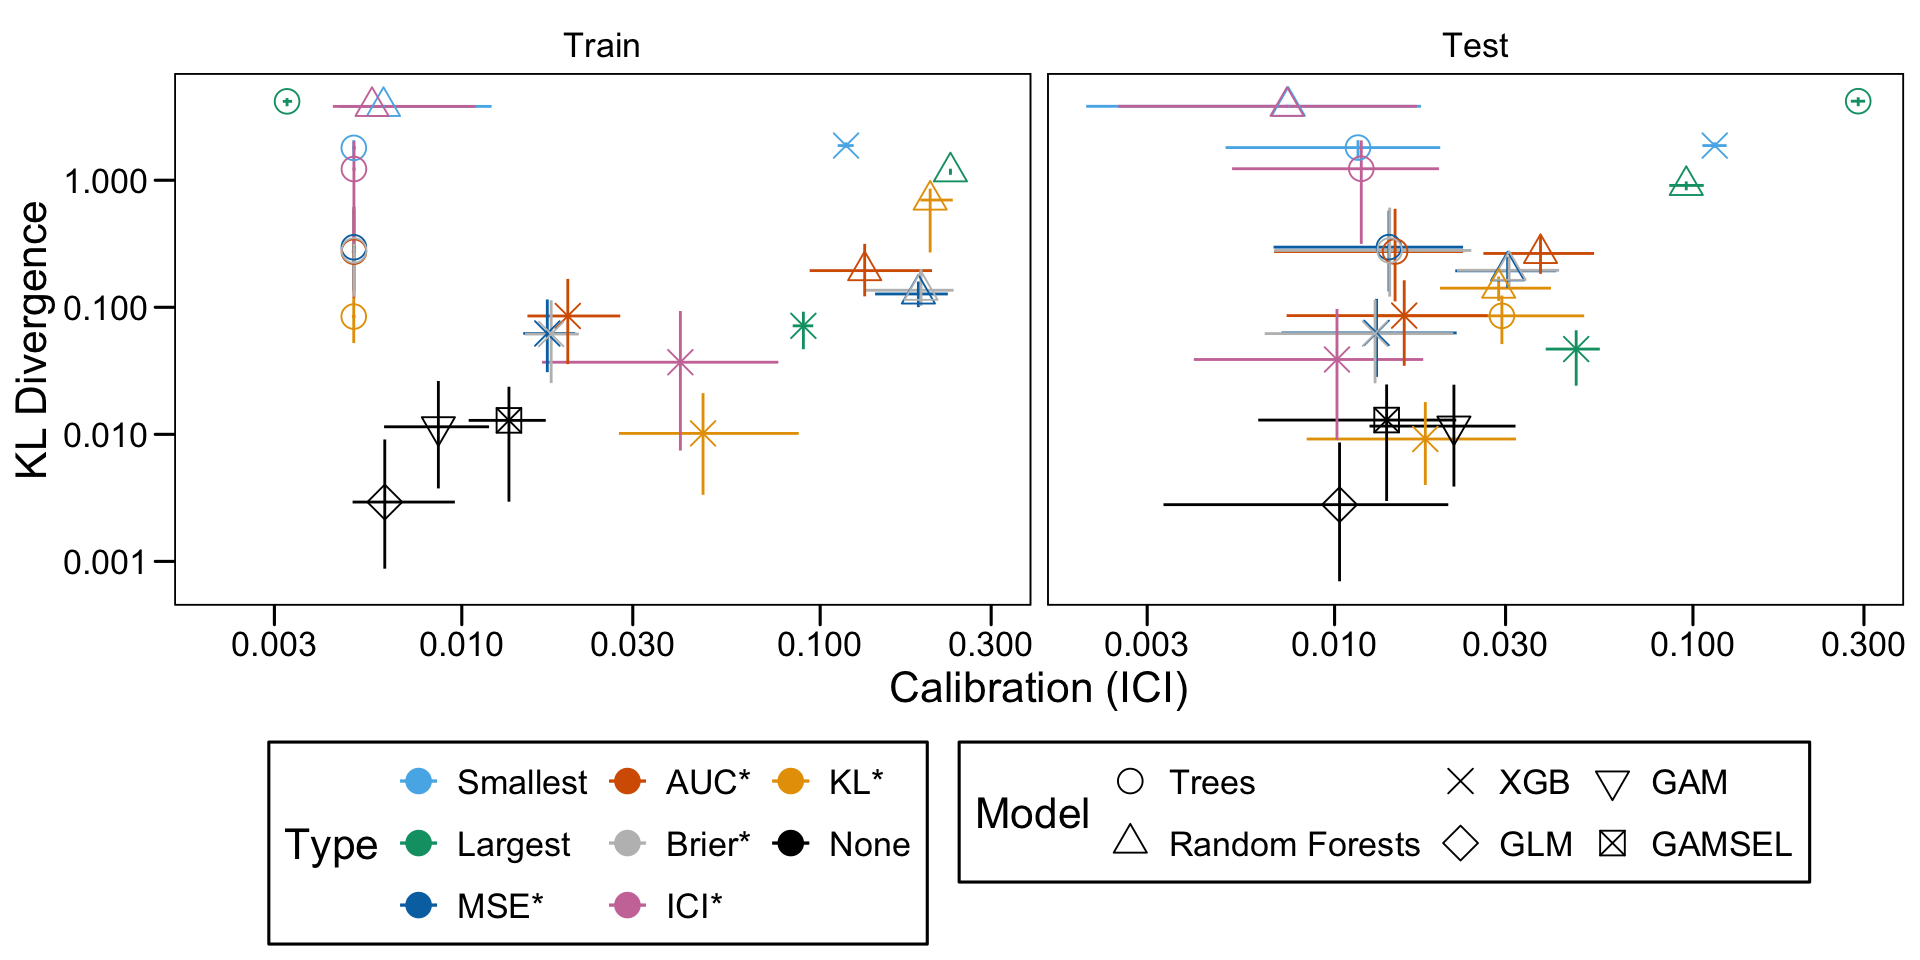 Train
Test
KL Divergence
1.000
0.100
0.010
0.001
0.003 0.010 0.030 0.100 0.300
0.003 0.010 0.030 0.100 0.300
Calibration (ICI)
Type
Smallest
Largest
MSE*
AUC*
Brier*
ICI*
KL*
None
Model
Trees
Random Forests
XGB
GLM
GAM
GAMSEL